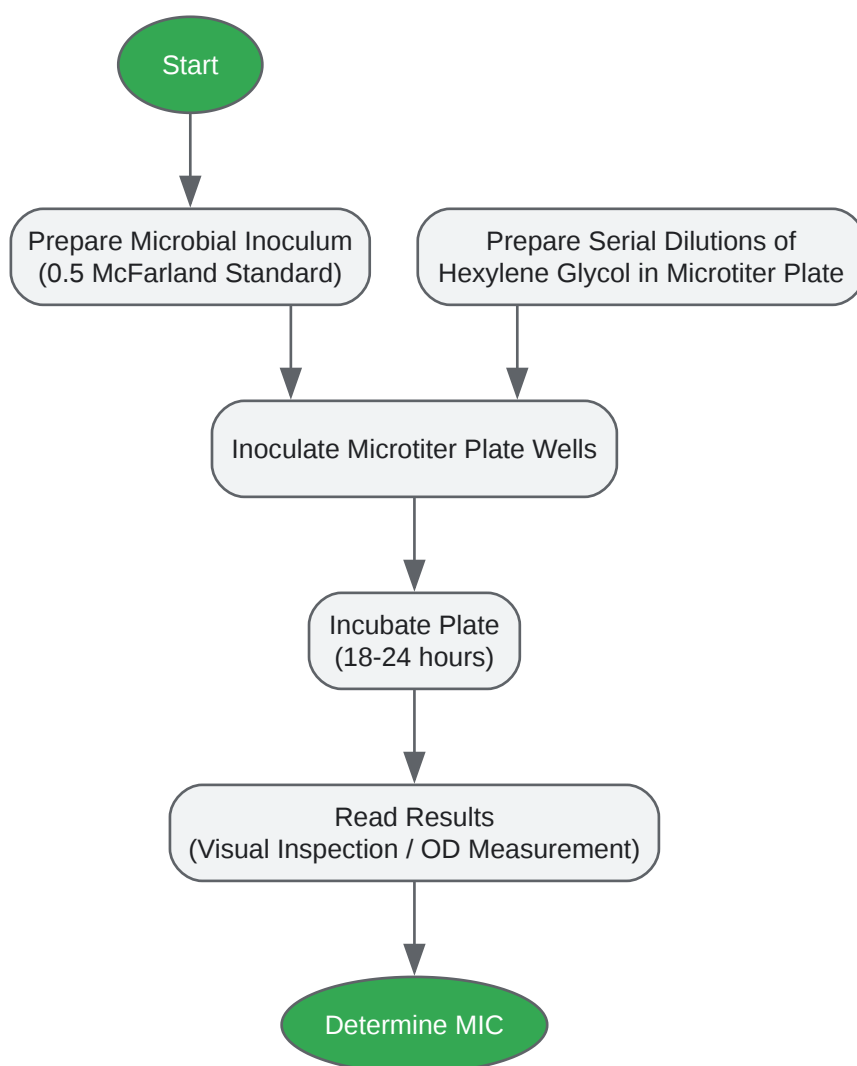 Start
Prepare Microbial Inoculum
(0.5 McFarland Standard)
Prepare Serial Dilutions of
Hexylene Glycol in Microtiter Plate
Inoculate Microtiter Plate Wells
Incubate Plate
(18-24 hours)
Read Results
(Visual Inspection / OD Measurement)
Determine MIC